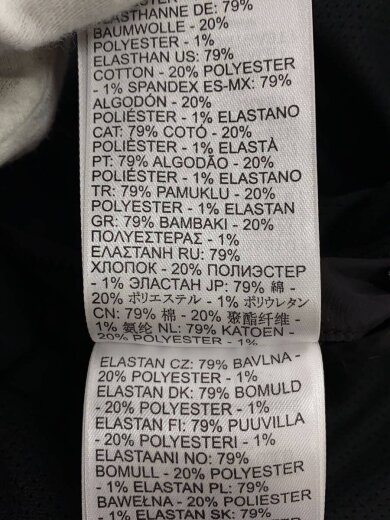 ELASTHANNE DE: 79%
BAUMWOLLE - 20%
POLYESTER - 1%
ELASTHAN US: 79%
COTTON - 20% POLYESTER
- 1% SPANDEX ES-MX: 79%
ALGODÓN - 20%
POLIÉSTER - 1% ELASTANO
CAT: 79% COTÓ - 20%
POLIÈSTER - 1% ELASTÀ
PT: 79% ALGODÃO - 20%
POLIÉSTER - 1% ELASTANO
TR: 79% PAMUKLU - 20%
POLYESTER - 1% ELASTAN
GR: 79% ΒΑΜΒΑΚΙ - 20%
ΠΟΛΥΕΣΤΕΡΑΣ - 1%
ΕΛΑΣΤΑΝΗ RU: 79%
ХЛОПОК - 20% ПОЛИЭСТЕР
- 1% ЭЛАСТАН JP: 79% 綿 -
20% ポリエステル - 1% ポリウレタン
CN: 79% 棉 - 20% 聚酯纤维 -
1% 氨纶 NL: 79% KATOEN -
20% POLYESTER - 1%
ELASTAN CZ: 79% BAVLNA -
20% POLYESTER - 1%
ELASTAN DK: 79% BOMULD
- 20% POLYESTER - 1%
ELASTAN FI: 79% PUUVILLA
- 20% POLYESTERI - 1%
ELASTAANI NO: 79%
BOMULL - 20% POLYESTER
- 1% ELASTAN PL: 79%
BAWEŁNA - 20% POLIESTER
- 1% ELASTAN SK: 79%